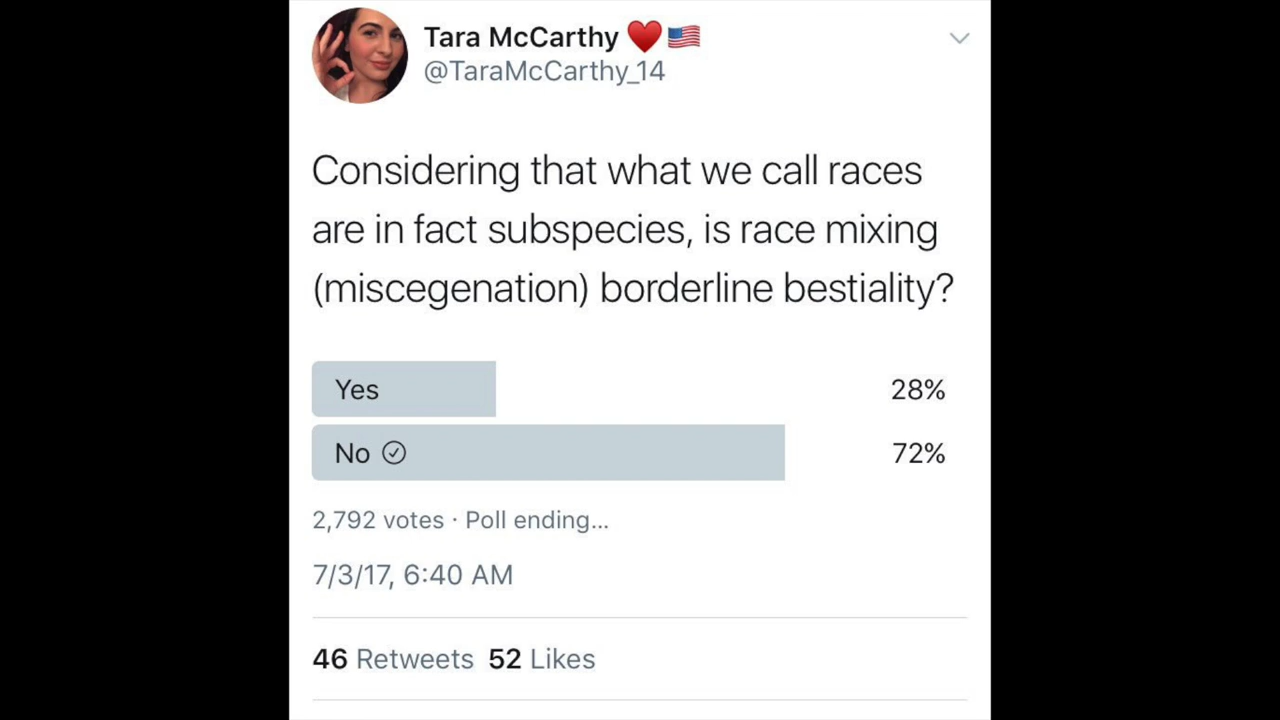 Tara McCarthy ❤️🇺🇸
@TaraMcCarthy_14
Considering that what we call races
are in fact subspecies, is race mixing
(miscegenation) borderline bestiality?
Yes 28%
No 72%
2,792 votes · Poll ending...
7/3/17, 6:40 AM
46 Retweets 52 Likes